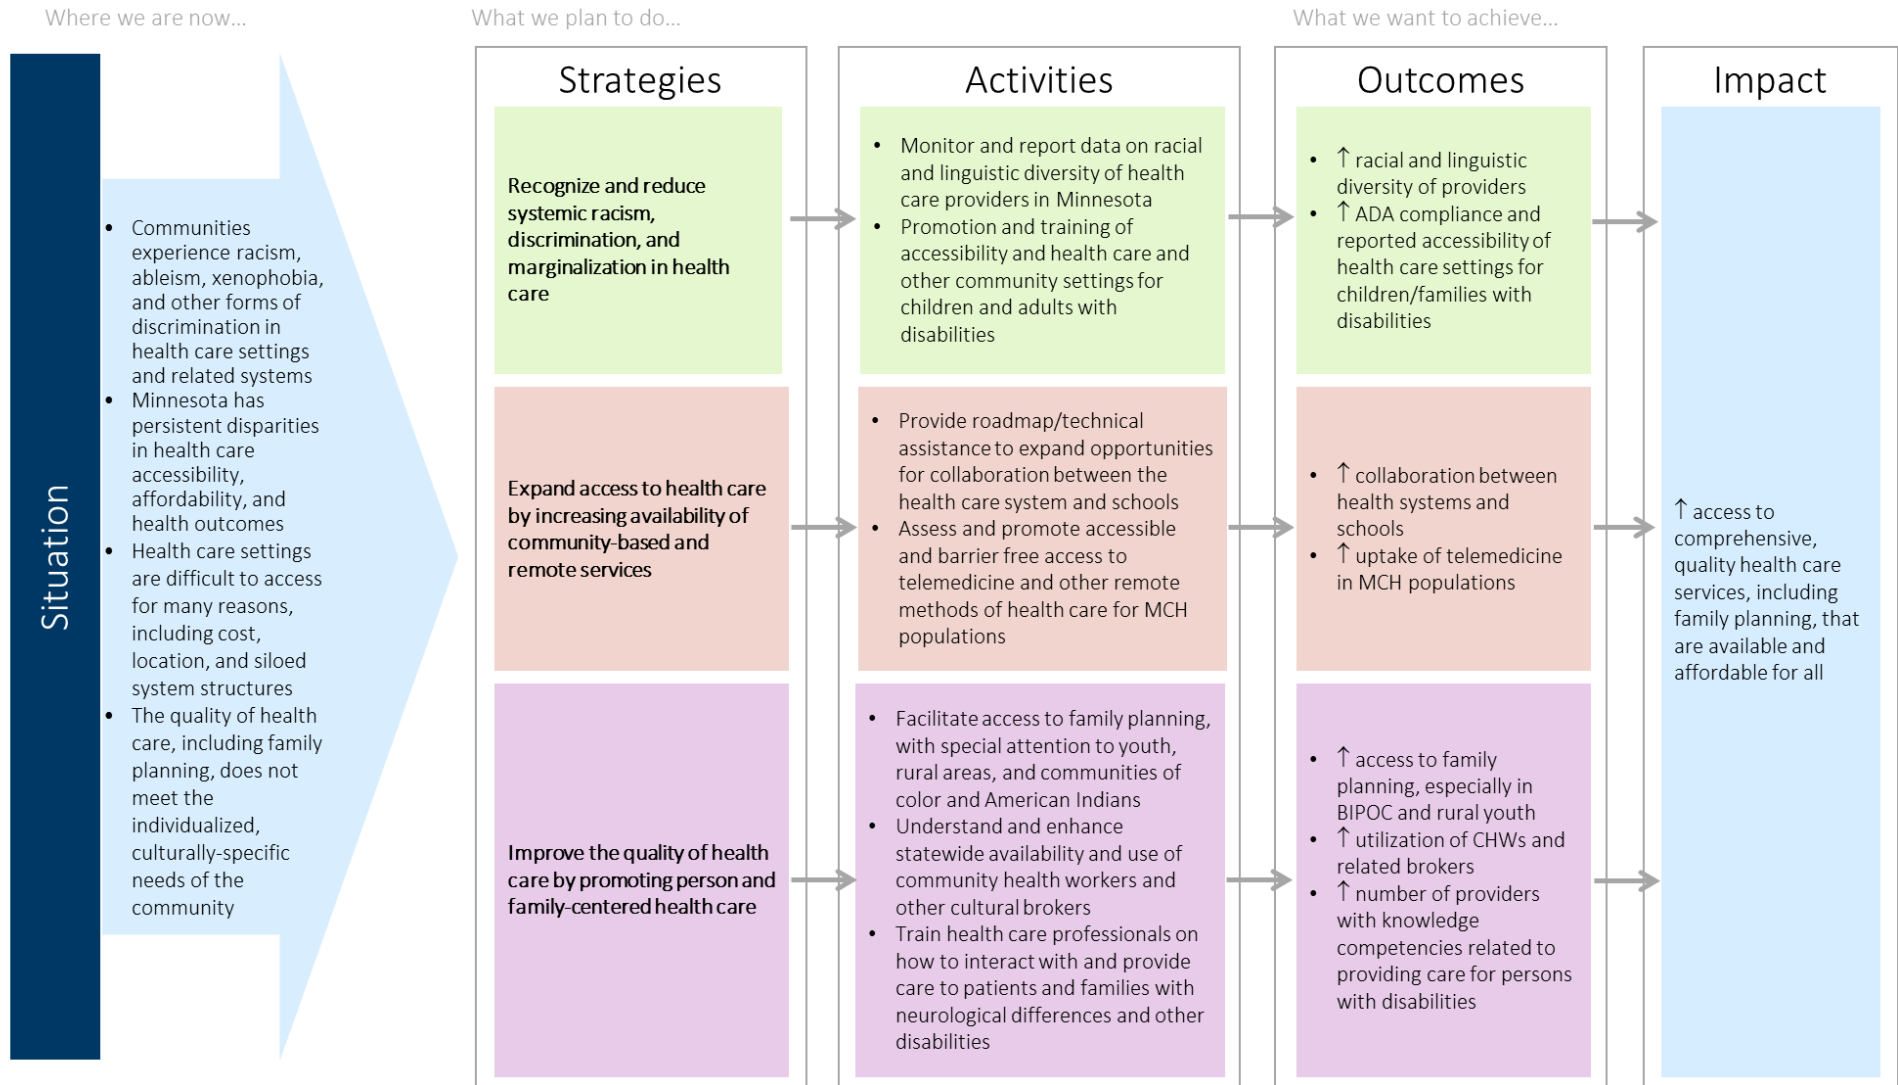 Where we are now...
What we plan to do...
What we want to achieve...
Situation
• Communities
experience racism,
ableism, xenophobia,
and other forms of
discrimination in
health care settings
and related systems
• Minnesota has
persistent disparities
in health care
accessibility,
affordability, and
health outcomes
• Health care settings
are difficult to access
for many reasons,
including cost,
location, and siloed
system structures
• The quality of health
care, including family
planning, does not
meet the
individualized,
culturally-specific
needs of the
community
Strategies
Recognize and reduce
systemic racism,
discrimination, and
marginalization in health
care
Expand access to health care
by increasing availability of
community-based and
remote services
Improve the quality of health
care by promoting person and
family-centered health care
Activities
• Monitor and report data on racial
and linguistic diversity of health
care providers in Minnesota
• Promotion and training of
accessibility and health care and
other community settings for
children and adults with
disabilities
• Provide roadmap/technical
assistance to expand opportunities
for collaboration between the
health care system and schools
• Assess and promote accessible
and barrier free access to
telemedicine and other remote
methods of health care for MCH
populations
• Facilitate access to family planning,
with special attention to youth,
rural areas, and communities of
color and American Indians
• Understand and enhance
statewide availability and use of
community health workers and
other cultural brokers
• Train health care professionals on
how to interact with and provide
care to patients and families with
neurological differences and other
disabilities
Outcomes
• ↑ racial and linguistic
diversity of providers
• ↑ ADA compliance and
reported accessibility of
health care settings for
children/families with
disabilities
• ↑ collaboration between
health systems and
schools
• ↑ uptake of telemedicine
in MCH populations
• ↑ access to family
planning, especially in
BIPOC and rural youth
• ↑ utilization of CHWs and
related brokers
• ↑ number of providers
with knowledge
competencies related to
providing care for persons
with disabilities
Impact
↑ access to
comprehensive,
quality health care
services, including
family planning, that
are available and
affordable for all